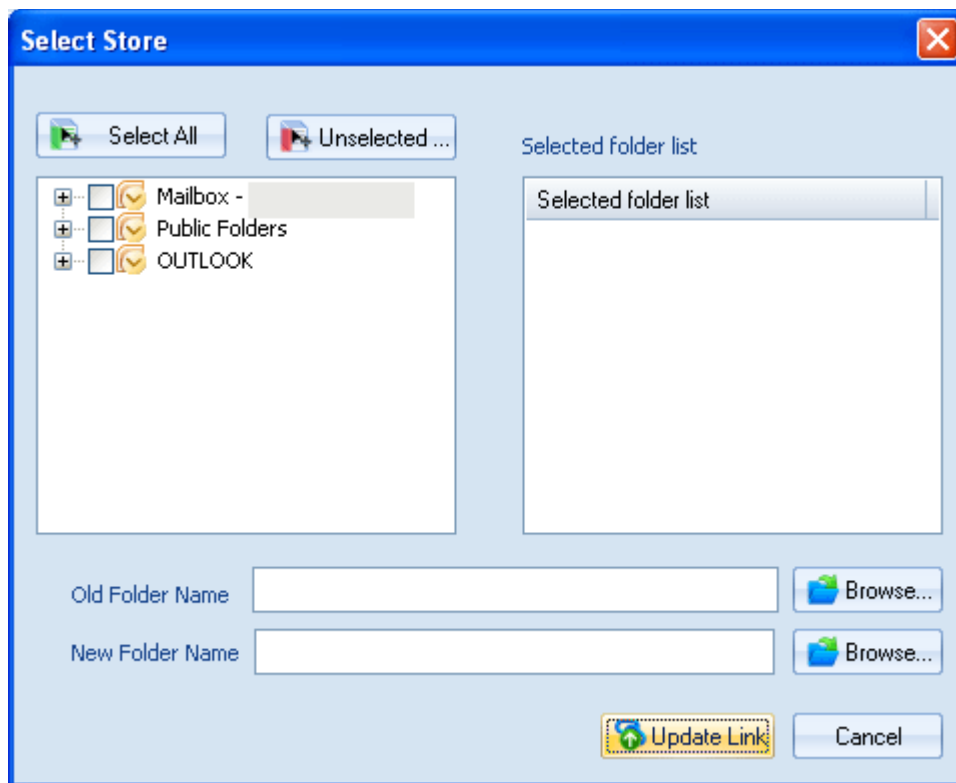 Select Store
Select All
Unselected ...
Selected folder list
Mailbox -
Public Folders
OUTLOOK
Selected folder list
Old Folder Name
Browse...
New Folder Name
Browse...
Update Link
Cancel